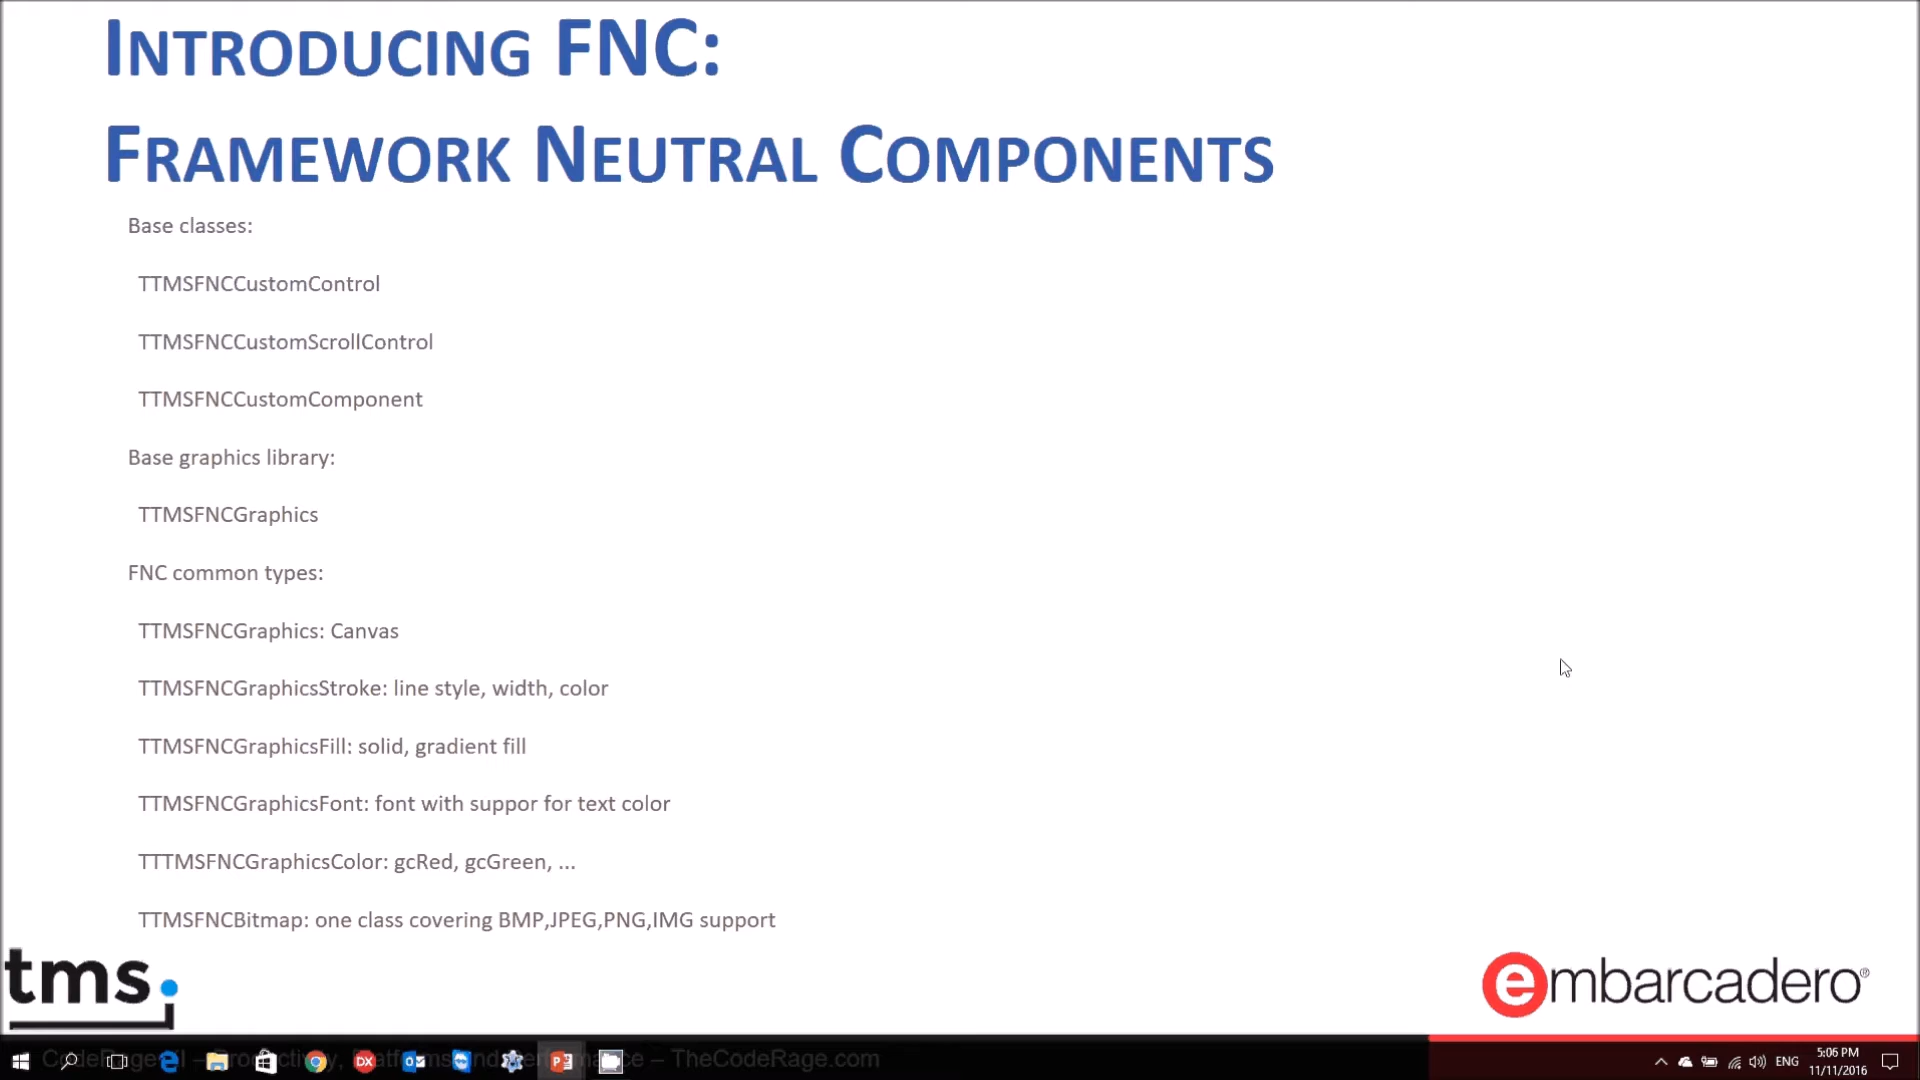 INTRODUCING FNC:
FRAMEWORK NEUTRAL COMPONENTS
Base classes:
TTMSFNCCustomControl
TTMSFNCCustomScrollControl
TTMSFNCCustomComponent
Base graphics library:
TTMSFNCGraphics
FNC common types:
TTMSFNCGraphics: Canvas
TTMSFNCGraphicsStroke: line style, width, color
TTMSFNCGraphicsFill: solid, gradient fill
TTMSFNCGraphicsFont: font with suppor for text color
TTTMSFNCGraphicsColor: gcRed, gcGreen, ...
TTMSFNCBitmap: one class covering BMP,JPEG,PNG,IMG support
tms
embarcadero®
– TheCodeRage.com
DX
ENG
5:06 PM
11/11/2016